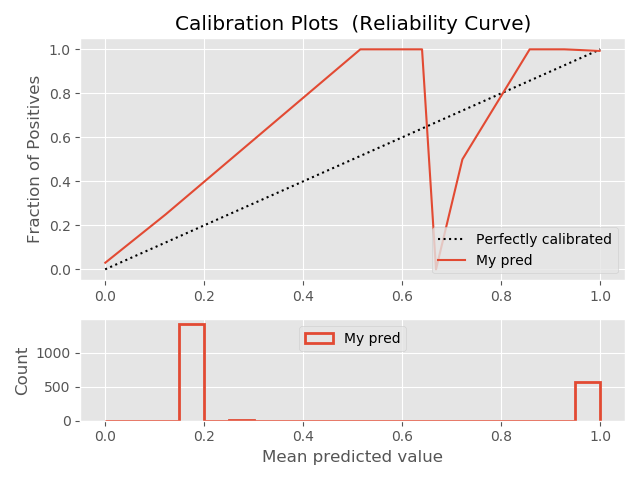 Calibration Plots  (Reliability Curve)
Fraction of Positives
1.0
0.8
0.6
0.4
0.2
0.0
Perfectly calibrated
My pred
0.0 0.2 0.4 0.6 0.8 1.0
Count
1000
500
0
My pred
0.0 0.2 0.4 0.6 0.8 1.0
Mean predicted value